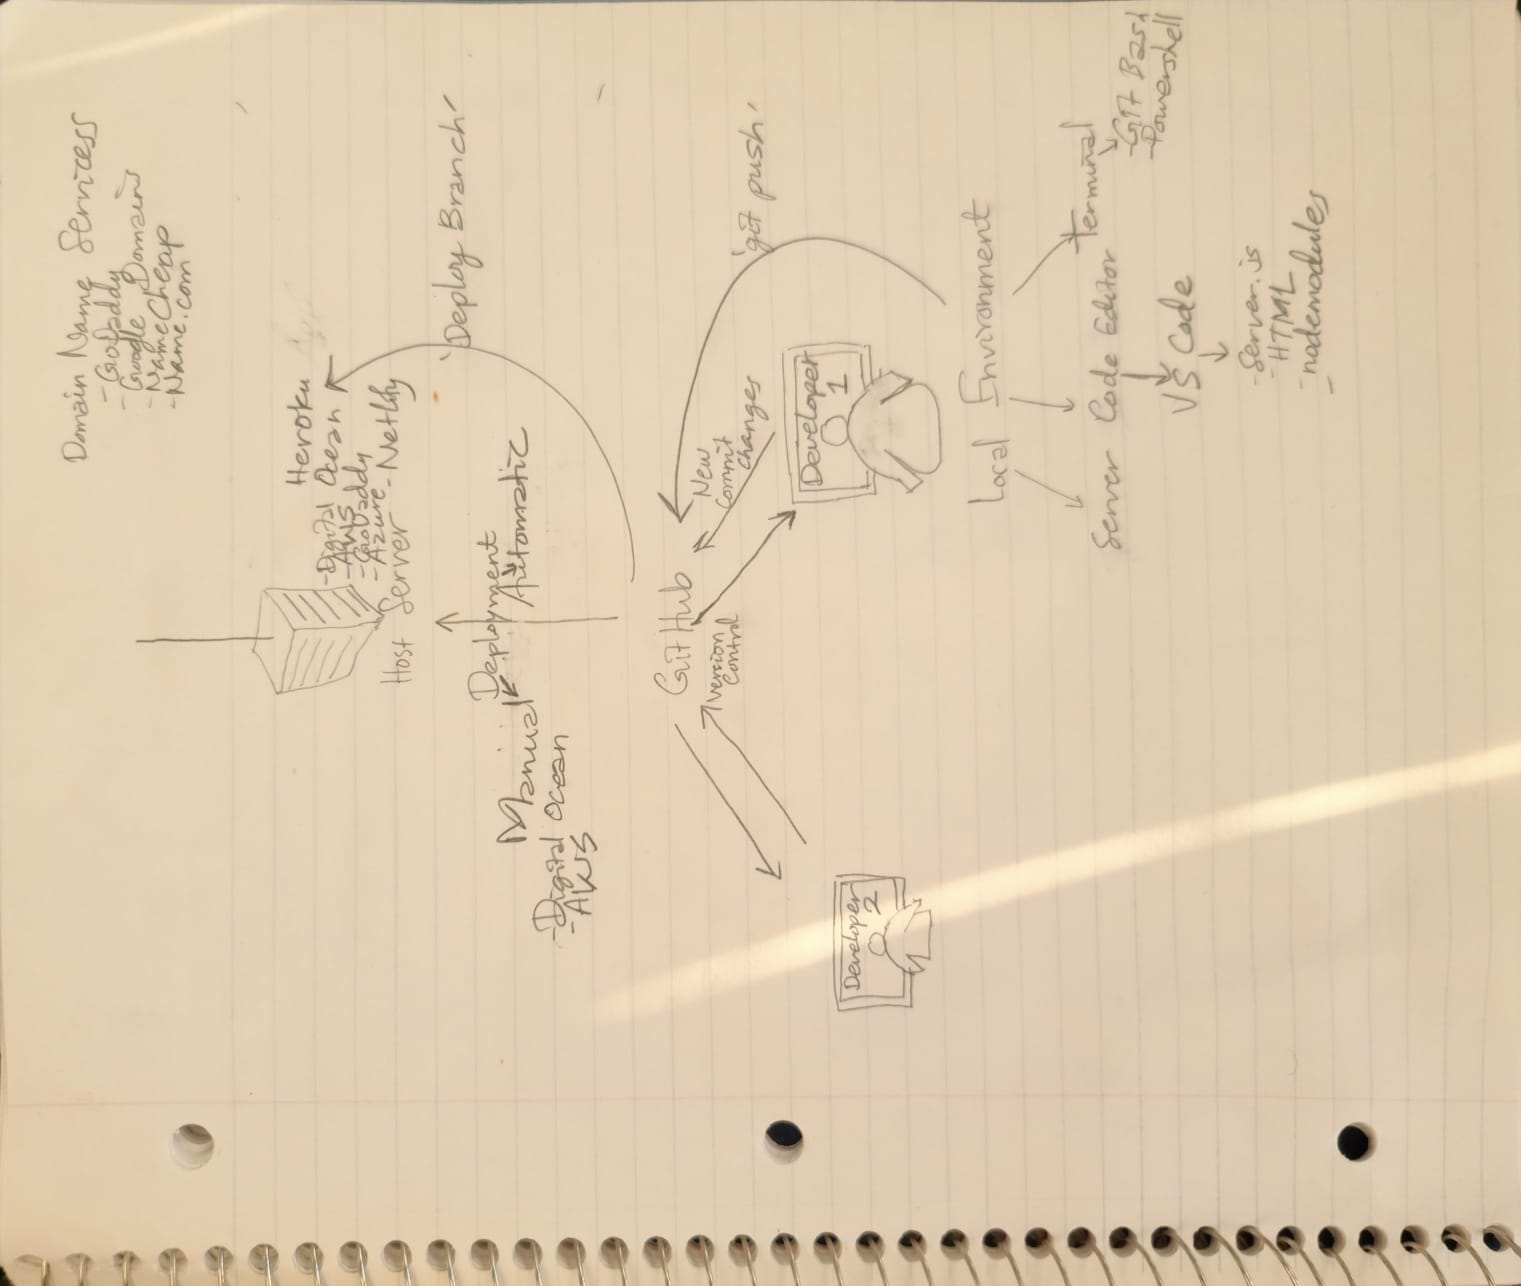 Domain Name Services
- GoDaddy
- Google Domains
- NameCheap
- Name.com
Heroku
- Digital Ocean
- AWS
- GoDaddy
- Azure - Netlify
Host Server
'Deploy Branch'
Deployment
Manual Automatic
- Digital Ocean
- AWS
GitHub
Version
Control
New
Commit
Changes
'git push'
Developer
1
Developer
2
Local Environment
Server Code Editor Terminal
- Git Bash
- Powershell
VS Code
- Server.js
- HTML
- nodemodules
-